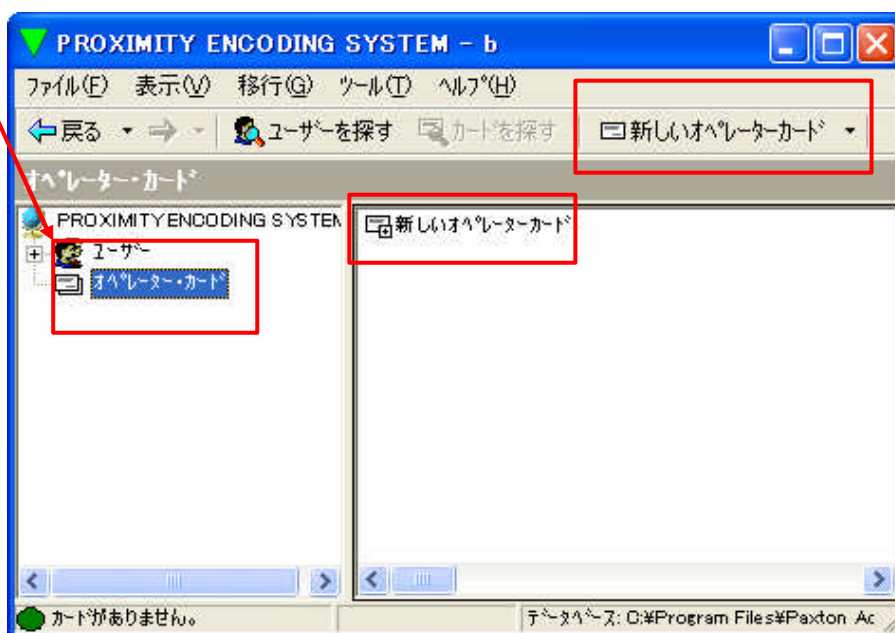 PROXIMITY ENCODING SYSTEM - b
ﾌｧｲﾙ(F) 表示(V) 移行(G) ﾂｰﾙ(T) ﾍﾙﾌﾟ(H)
戻る ﾕｰｻﾞｰを探す ｶｰﾄﾞを探す 新しいｵﾍﾟﾚｰﾀｰｶｰﾄﾞ
ｵﾍﾟﾚｰﾀｰ・ｶｰﾄﾞ
PROXIMITY ENCODING SYSTEM
新しいｵﾍﾟﾚｰﾀｰｶｰﾄﾞ
ﾕｰｻﾞｰ
ｵﾍﾟﾚｰﾀｰ・ｶｰﾄﾞ
ｶｰﾄﾞがありません。 ﾃﾞｰﾀﾍﾞｰｽ: C:¥Program Files¥Paxton Ac